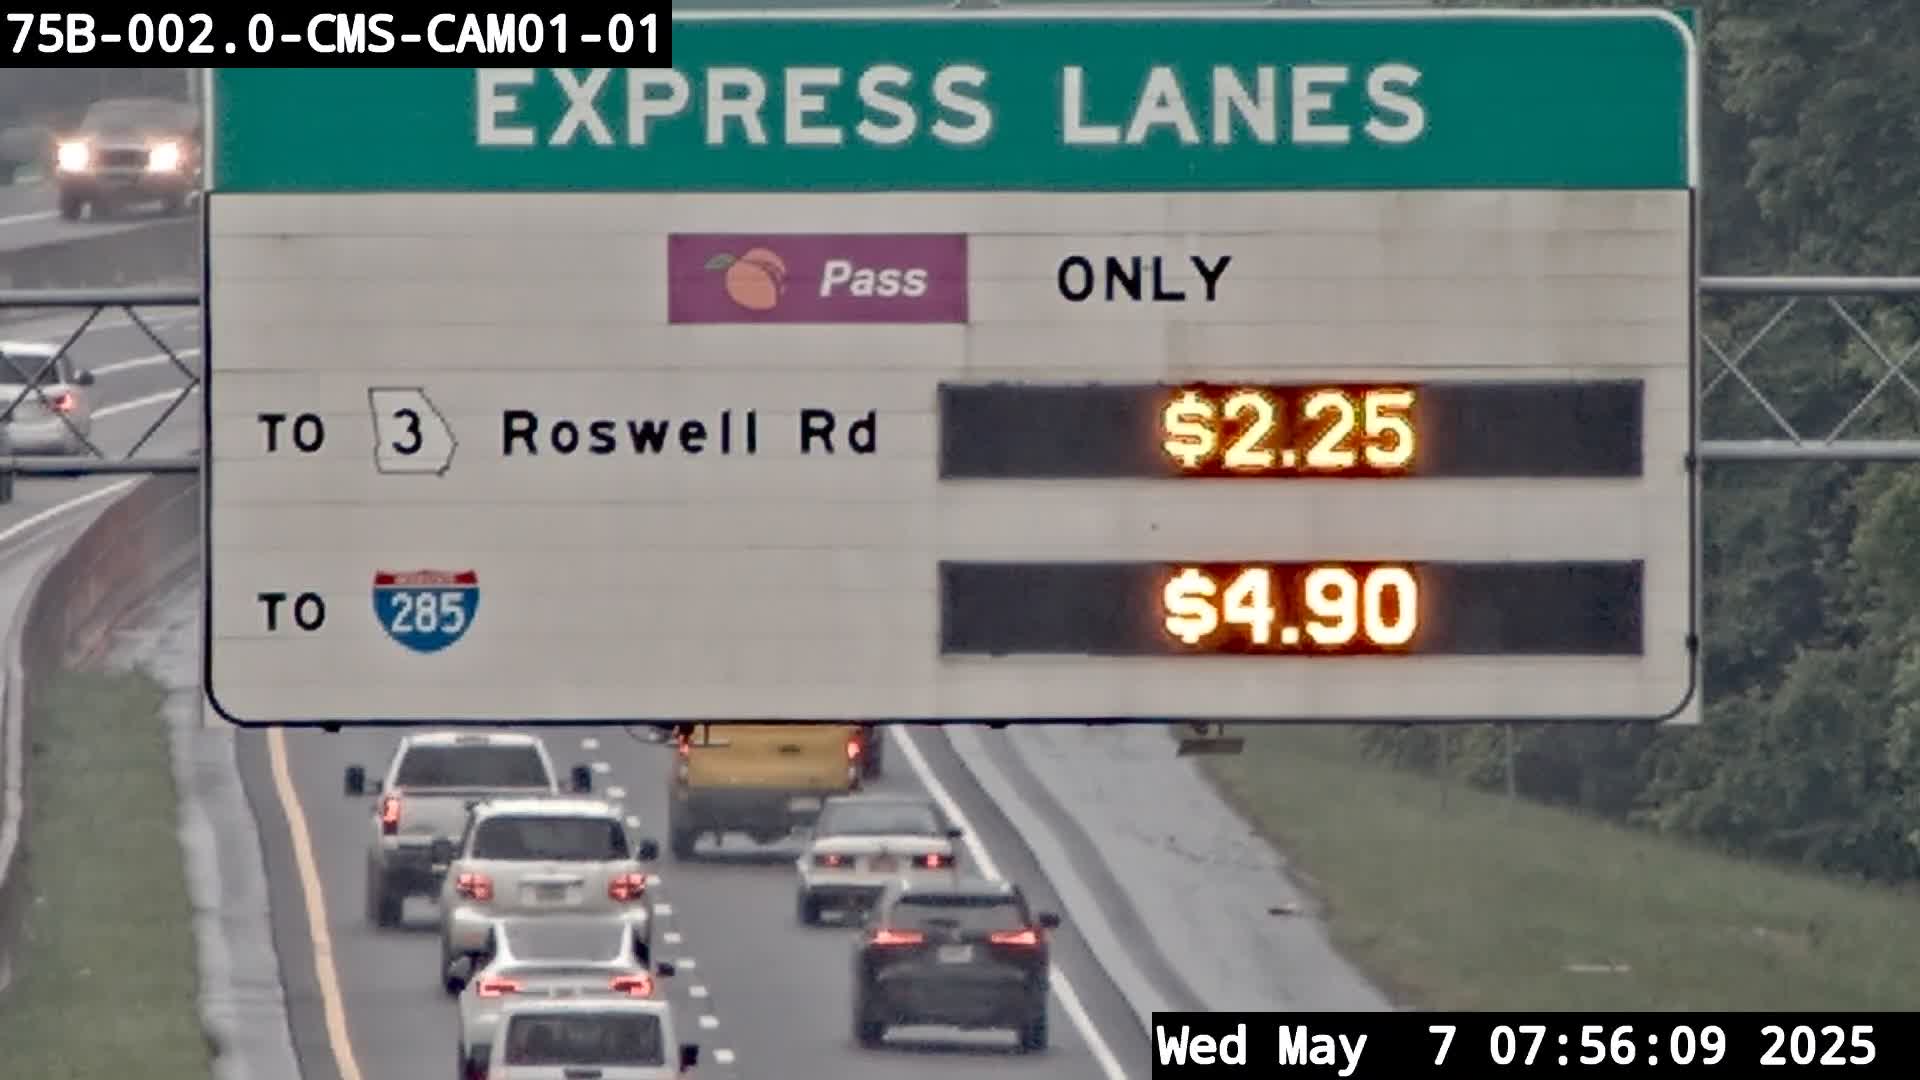 75B-002.0-CMS-CAM01-01
EXPRESS LANES
Pass ONLY
TO 3 Roswell Rd $2.25
TO 285 $4.90
Wed May 7 07:56:09 2025